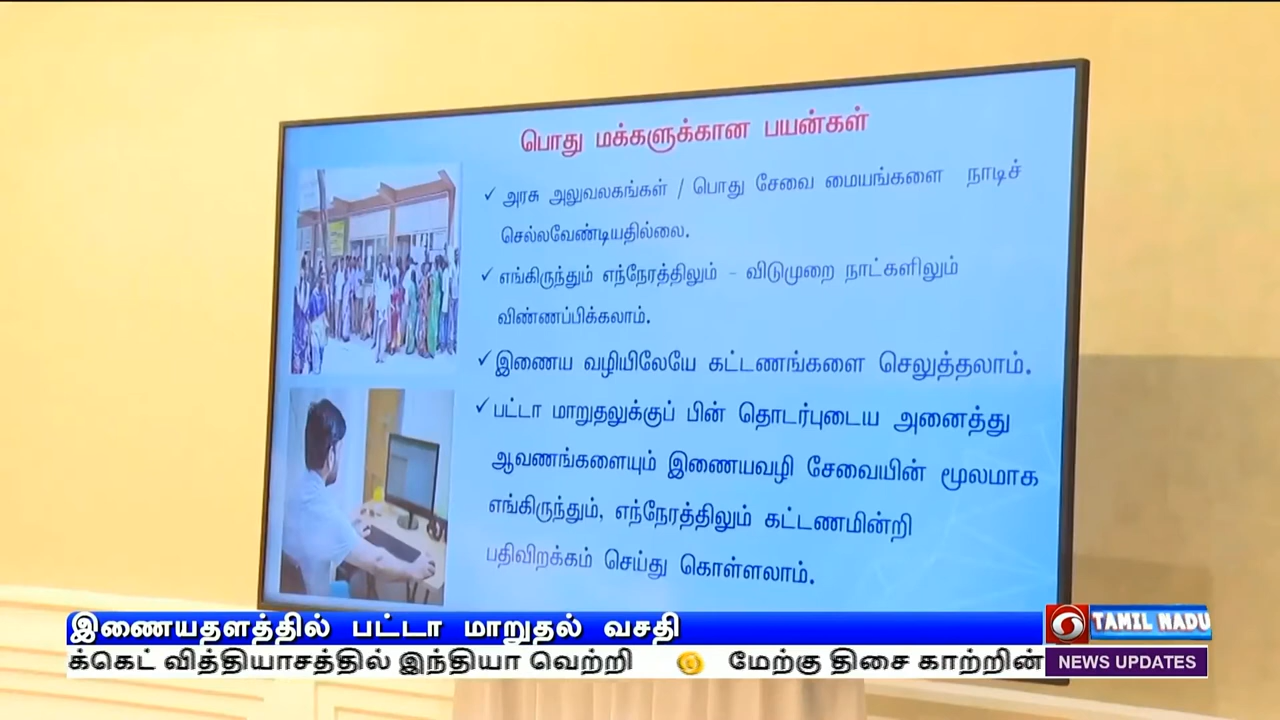 பொது மக்களுக்கான பயன்கள்
✓ அரசு அலுவலகங்கள் / பொது சேவை மையங்களை நாடிச்
செல்லவேண்டியதில்லை.
✓ எங்கிருந்தும் எந்நேரத்திலும் - விடுமுறை நாட்களிலும்
விண்ணப்பிக்கலாம்.
✓ இணைய வழியிலேயே கட்டணங்களை செலுத்தலாம்.
✓ பட்டா மாறுதலுக்குப் பின் தொடர்புடைய அனைத்து
ஆவணங்களையும் இணையவழி சேவையின் மூலமாக
எங்கிருந்தும், எந்நேரத்திலும் கட்டணமின்றி
பதிவிறக்கம் செய்து கொள்ளலாம்.
இணையதளத்தில் பட்டா மாறுதல் வசதி
TAMIL NADU
க்கெட் வித்தியாசத்தில் இந்தியா வெற்றி மேற்கு திசை காற்றின்
NEWS UPDATES